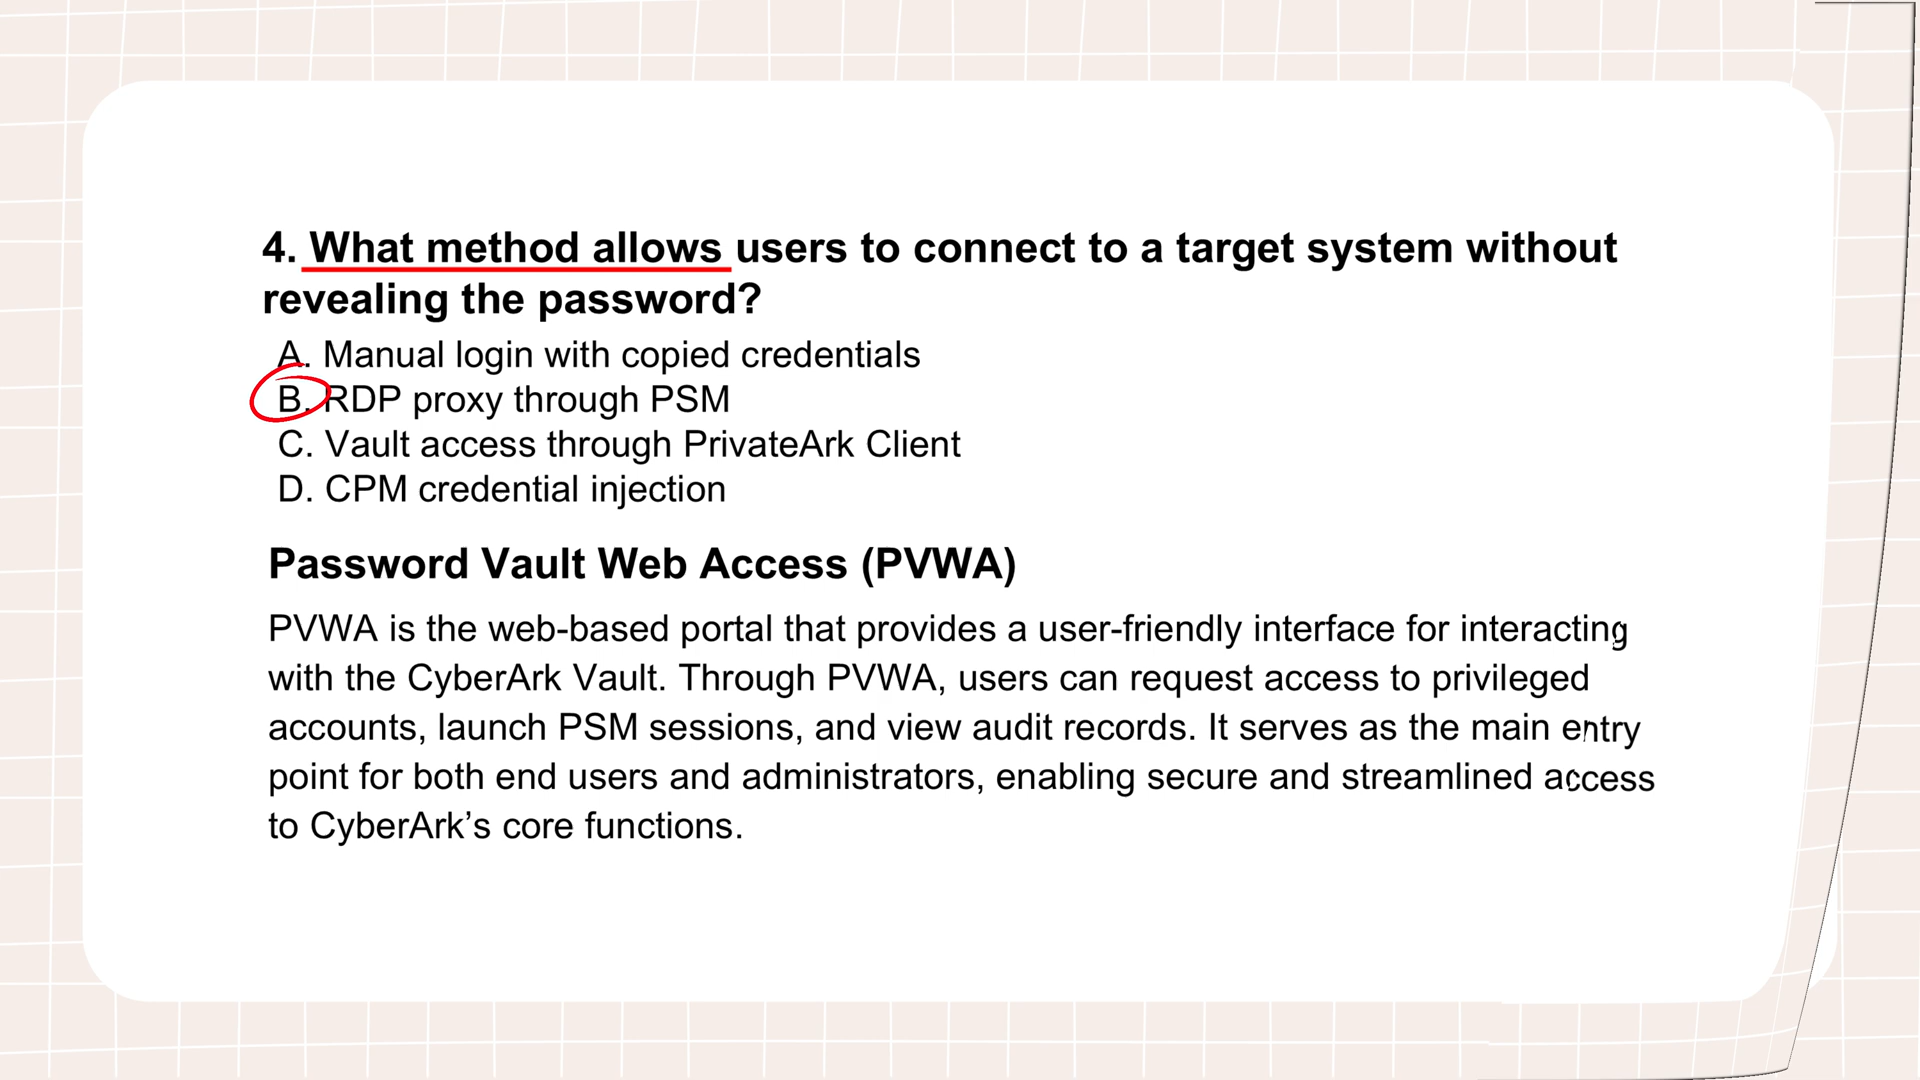 4. What method allows users to connect to a target system without
revealing the password?
A. Manual login with copied credentials
B. RDP proxy through PSM
C. Vault access through PrivateArk Client
D. CPM credential injection
Password Vault Web Access (PVWA)
PVWA is the web-based portal that provides a user-friendly interface for interacting
with the CyberArk Vault. Through PVWA, users can request access to privileged
accounts, launch PSM sessions, and view audit records. It serves as the main entry
point for both end users and administrators, enabling secure and streamlined access
to CyberArk’s core functions.